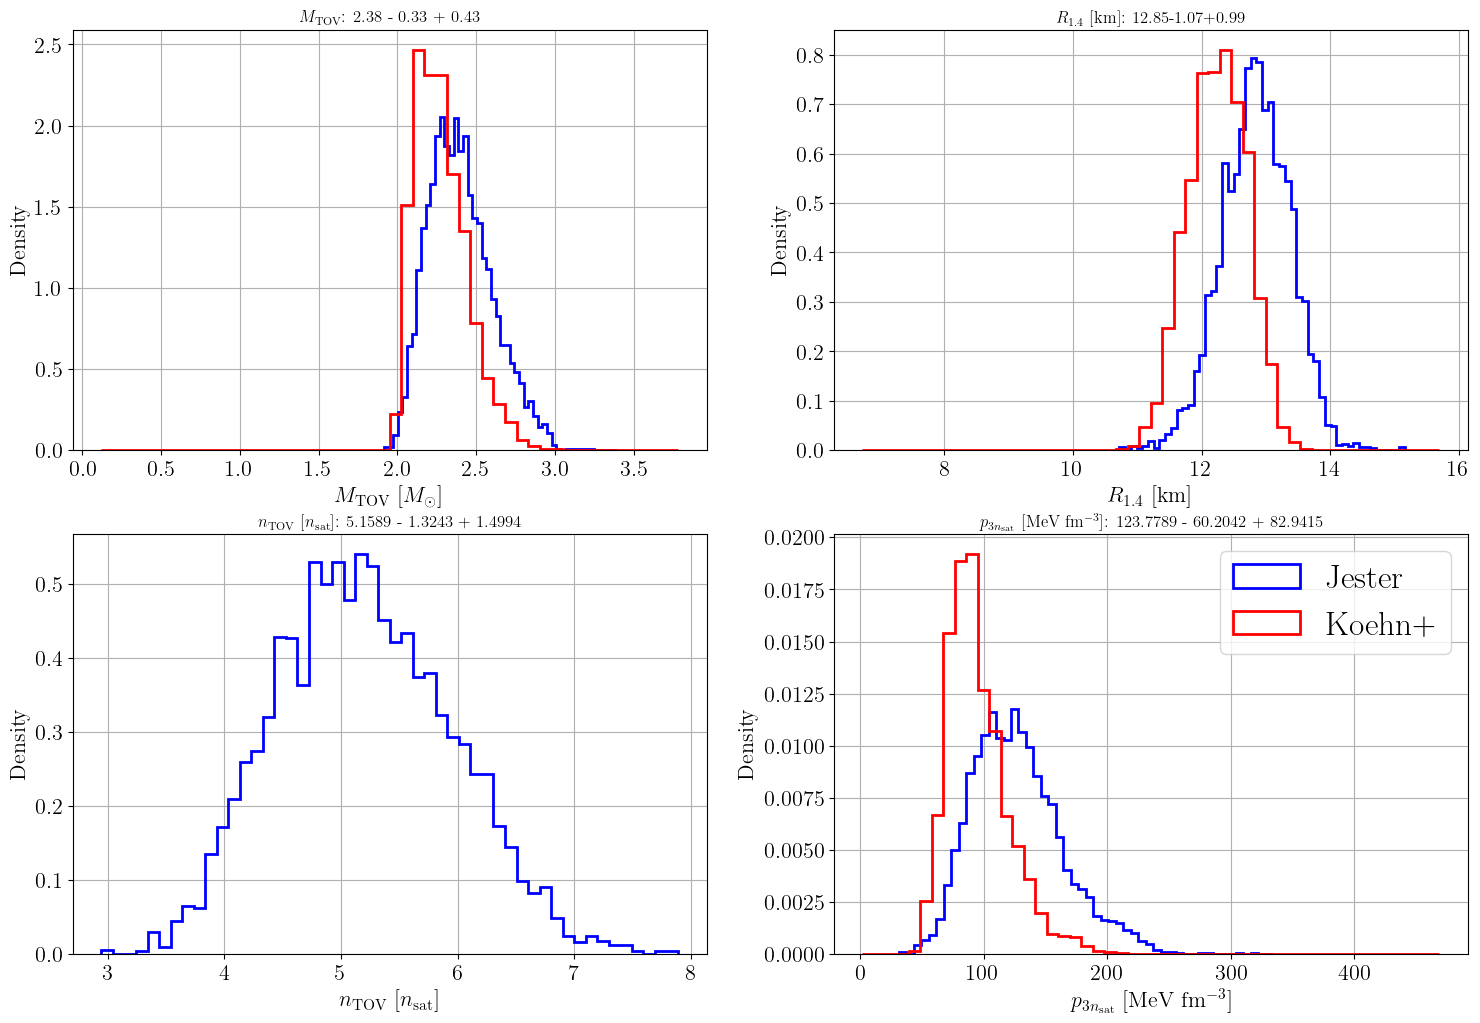 M_TOV: 2.38 - 0.33 + 0.43
2.5
2.0
1.5
1.0
0.5
0.0
Density
0.0 0.5 1.0 1.5 2.0 2.5 3.0 3.5
M_TOV [M_⊙]
R_1.4 [km]: 12.85-1.07+0.99
0.8
0.7
0.6
0.5
0.4
0.3
0.2
0.1
0.0
Density
8 10 12 14 16
R_1.4 [km]
n_TOV [n_sat]: 5.1589 - 1.3243 + 1.4994
0.5
0.4
0.3
0.2
0.1
0.0
Density
3 4 5 6 7 8
n_TOV [n_sat]
p_3n_sat [MeV fm^−3]: 123.7789 - 60.2042 + 82.9415
0.0200
0.0175
0.0150
0.0125
0.0100
0.0075
0.0050
0.0025
0.0000
Density
Jester
Koehn+
0 100 200 300 400
p_3n_sat [MeV fm^−3]